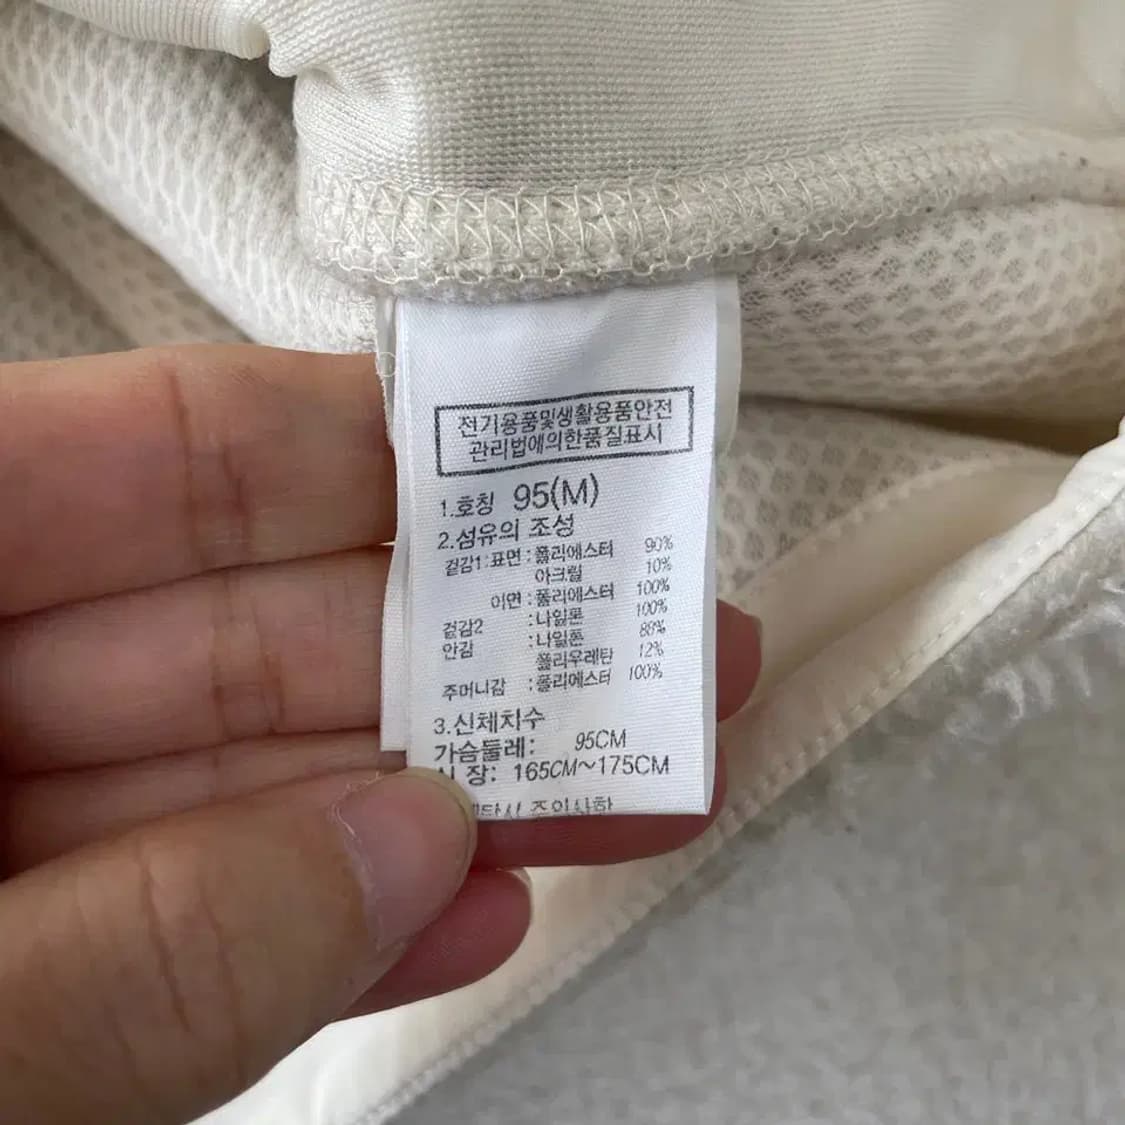 전기용품및생활용품안전
관리법에의한품질표시
1.호칭 95(M)
2.섬유의 조성
겉감1:표면:폴리에스터 90%
아크릴 10%
이면:폴리에스터 100%
겉감2 :나일론 100%
안감 :나일론 88%
폴리우레탄 12%
주머니감 :폴리에스터 100%
3.신체치수
가슴둘레: 95CM
신 장: 165CM~175CM
주의사항